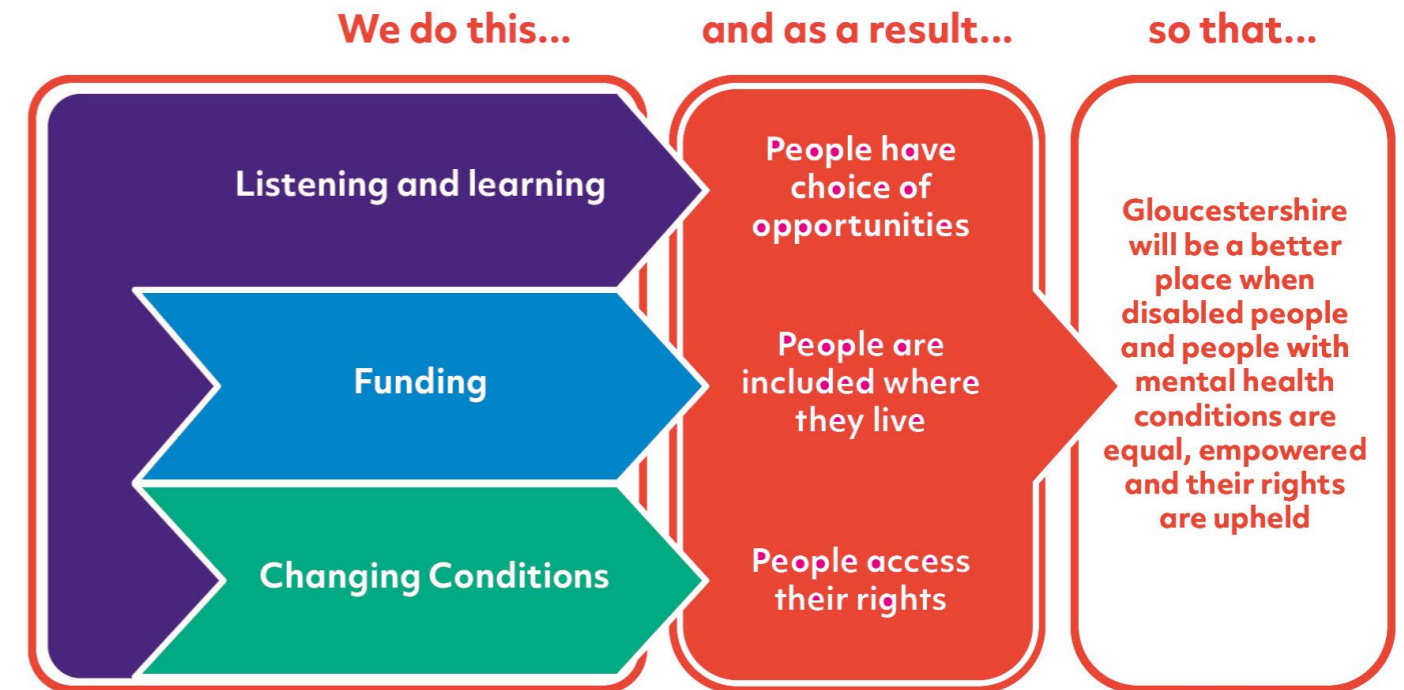 We do this...
and as a result...
so that...
Listening and learning
Funding
Changing Conditions
People have
choice of
opportunities
People are
included where
they live
People access
their rights
Gloucestershire
will be a better
place when
disabled people
and people with
mental health
conditions are
equal, empowered
and their rights
are upheld